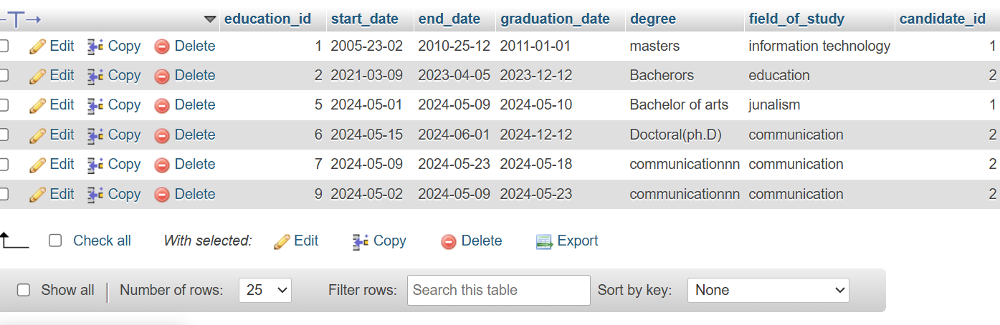 education_id start_date end_date graduation_date degree field_of_study candidate_id
Edit Copy Delete 1 2005-23-02 2010-25-12 2011-01-01 masters information technology 1
Edit Copy Delete 2 2021-03-09 2023-04-05 2023-12-12 Bacherors education 2
Edit Copy Delete 5 2024-05-01 2024-05-09 2024-05-10 Bachelor of arts junalism 1
Edit Copy Delete 6 2024-05-15 2024-06-01 2024-12-12 Doctoral(ph.D) communication 2
Edit Copy Delete 7 2024-05-09 2024-05-23 2024-05-18 communicationnn communication 2
Edit Copy Delete 9 2024-05-02 2024-05-09 2024-05-23 communicationnn communication 2
Check all With selected: Edit Copy Delete Export
Show all Number of rows: 25 Filter rows: Search this table Sort by key: None